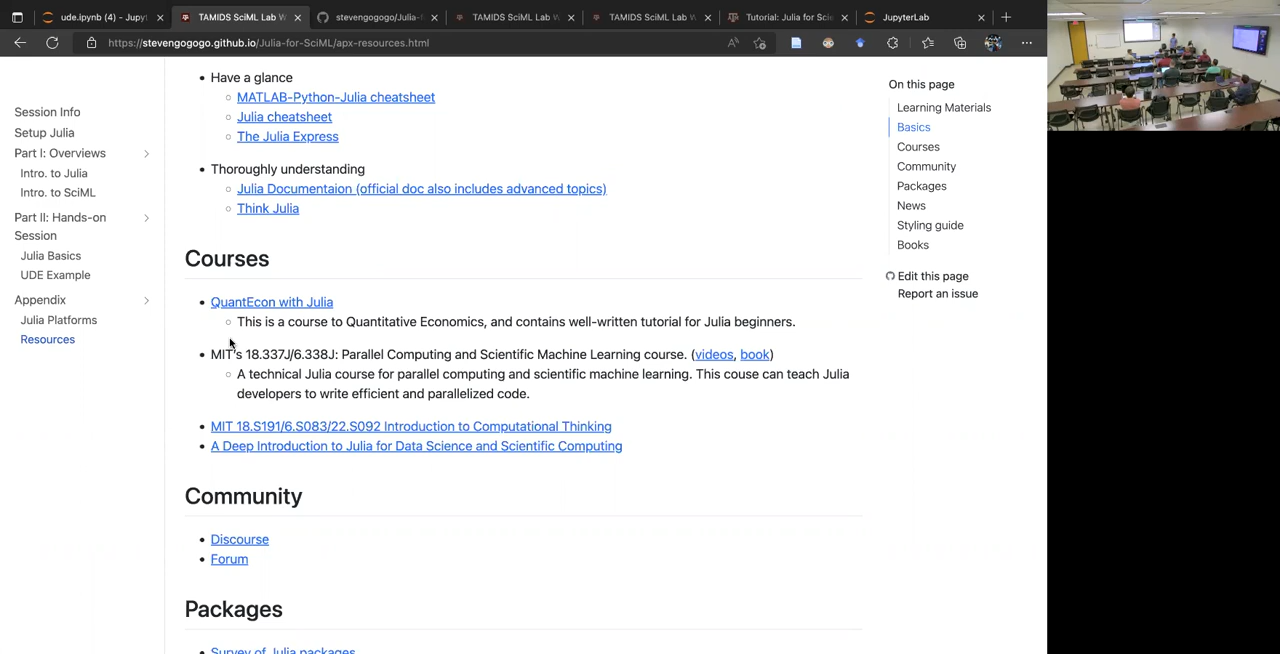 ude.ipynb (4) - Jupyt
TAMIDS SciML Lab W
stevengogogo/Julia-
TAMIDS SciML Lab W
TAMIDS SciML Lab W
Tutorial: Julia for Scie
JupyterLab
https://stevengogogo.github.io/Julia-for-SciML/apx-resources.html
Session Info
Setup Julia
Part I: Overviews
Intro. to Julia
Intro. to SciML
Part II: Hands-on
Session
Julia Basics
UDE Example
Appendix
Julia Platforms
Resources
Have a glance
MATLAB-Python-Julia cheatsheet
Julia cheatsheet
The Julia Express
Thoroughly understanding
Julia Documentaion (official doc also includes advanced topics)
Think Julia
Courses
QuantEcon with Julia
This is a course to Quantitative Economics, and contains well-written tutorial for Julia beginners.
MIT's 18.337J/6.338J: Parallel Computing and Scientific Machine Learning course. (videos, book)
A technical Julia course for parallel computing and scientific machine learning. This couse can teach Julia
developers to write efficient and parallelized code.
MIT 18.S191/6.S083/22.S092 Introduction to Computational Thinking
A Deep Introduction to Julia for Data Science and Scientific Computing
Community
Discourse
Forum
Packages
Survey of Julia packages
On this page
Learning Materials
Basics
Courses
Community
Packages
News
Styling guide
Books
Edit this page
Report an issue